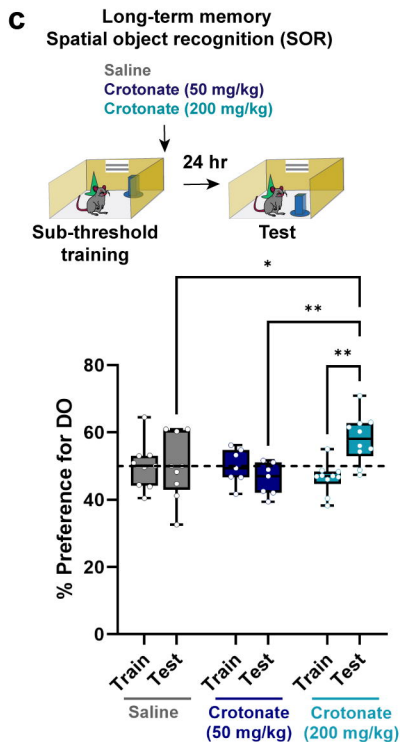 c
Long-term memory
Spatial object recognition (SOR)
Saline
Crotonate (50 mg/kg)
Crotonate (200 mg/kg)
24 hr
Sub-threshold
training
Test
*
**
**
% Preference for DO
80
60
40
20
0
Train Test Train Test Train Test
Saline Crotonate Crotonate
(50 mg/kg) (200 mg/kg)